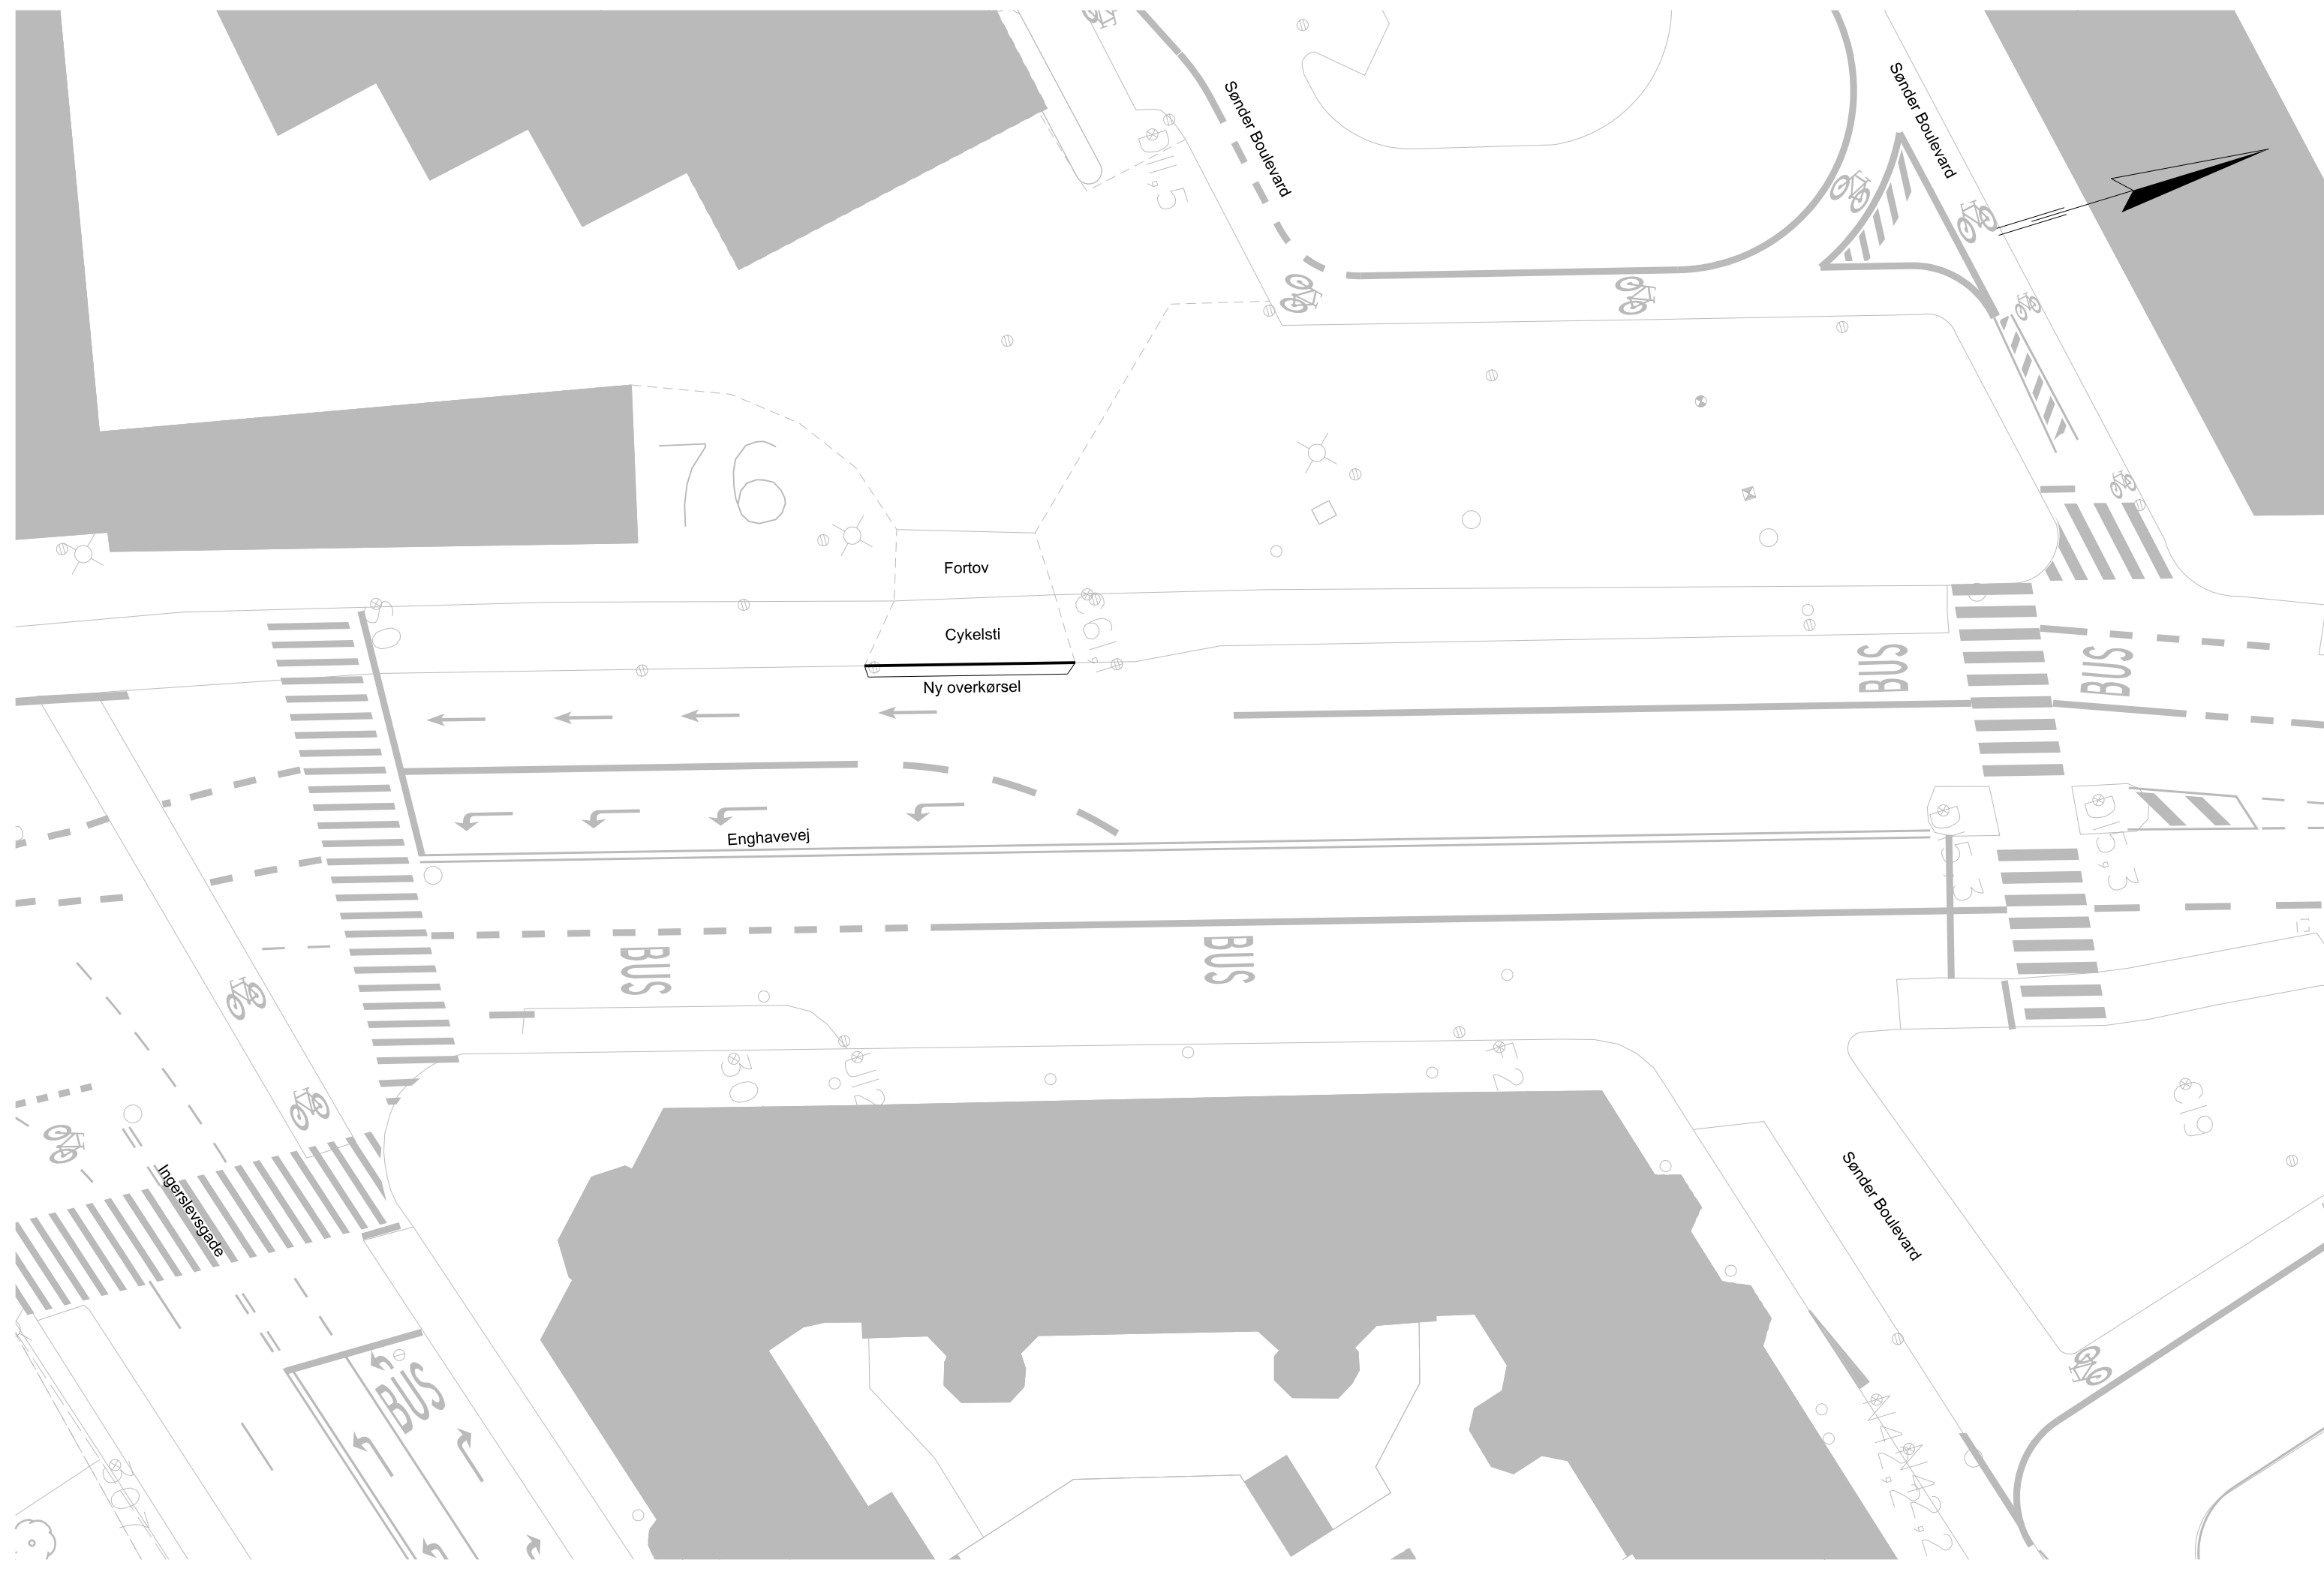 Sønder Boulevard
Sønder Boulevard
76
Fortov
Cykelsti
Ny overkørsel
BUS
BUS
Enghavevej
BUS
BUS
Sønder Boulevard
Ingerslevsgade
BUS